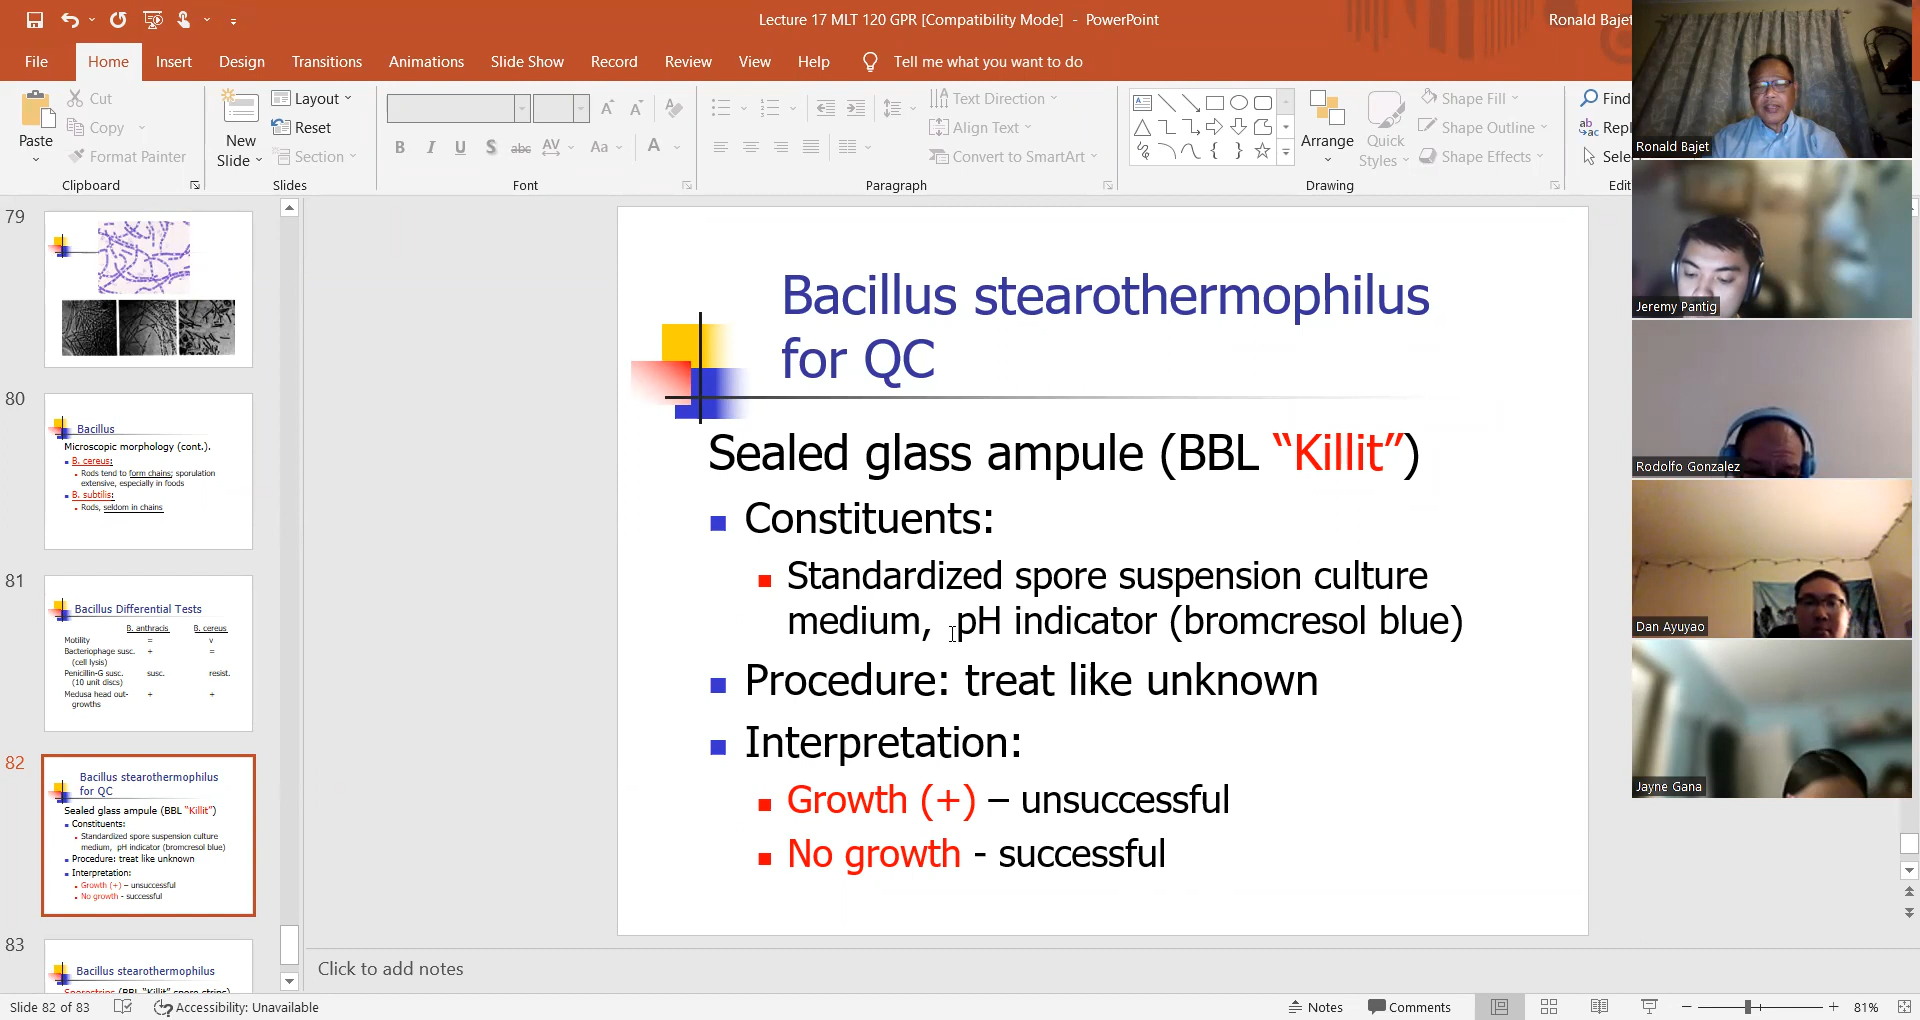 Lecture 17 MLT 120 GPR [Compatibility Mode] - PowerPoint
Ronald Bajet
File Home Insert Design Transitions Animations Slide Show Record Review View Help Tell me what you want to do
Paste
Cut
Copy
Format Painter
Clipboard
New
Slide
Layout
Reset
Section
Slides
Font
Text Direction
Align Text
Convert to SmartArt
Paragraph
Arrange
Quick
Styles
Shape Fill
Shape Outline
Shape Effects
Drawing
Find
Repl
Sele
Edit
79
80
Bacillus
Microscopic morphology (cont.).
B. cereus:
Rods tend to form chains; sporulation
extensive, especially in foods
B. subtilis:
Rods, seldom in chains
81
Bacillus Differential Tests
B. anthracis B. cereus
Motility = v
Bacteriophage susc. + =
(cell lysis)
Penicillin-G susc. susc. resist.
(10 unit discs)
Medusa head out- + +
growths
82
Bacillus stearothermophilus
for QC
Sealed glass ampule (BBL “Killit”)
Constituents:
Standardized spore suspension culture
medium, pH indicator (bromcresol blue)
Procedure: treat like unknown
Interpretation:
Growth (+) – unsuccessful
No growth - successful
83
Bacillus stearothermophilus
Bacillus stearothermophilus
for QC
Sealed glass ampule (BBL “Killit”)
Constituents:
Standardized spore suspension culture
medium, pH indicator (bromcresol blue)
Procedure: treat like unknown
Interpretation:
Growth (+) – unsuccessful
No growth - successful
Click to add notes
Ronald Bajet
Jeremy Pantig
Rodolfo Gonzalez
Dan Ayuyao
Jayne Gana
Slide 82 of 83 Accessibility: Unavailable
Notes Comments 81%